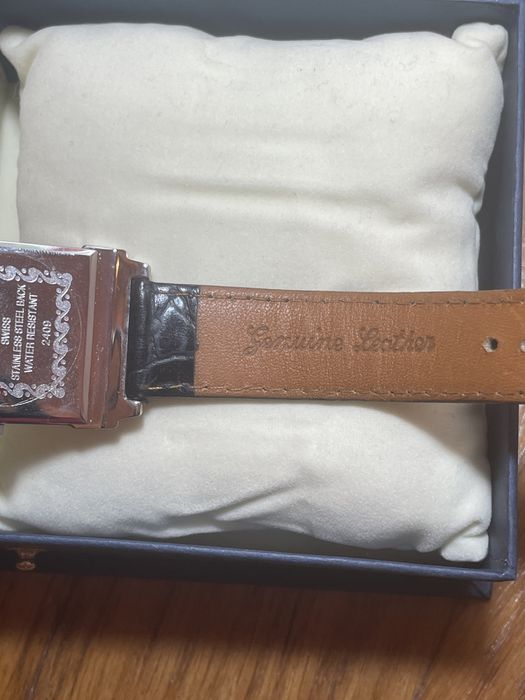 SWISS
STAINLESS STEEL BACK
WATER RESISTANT
2409
Genuine Leather